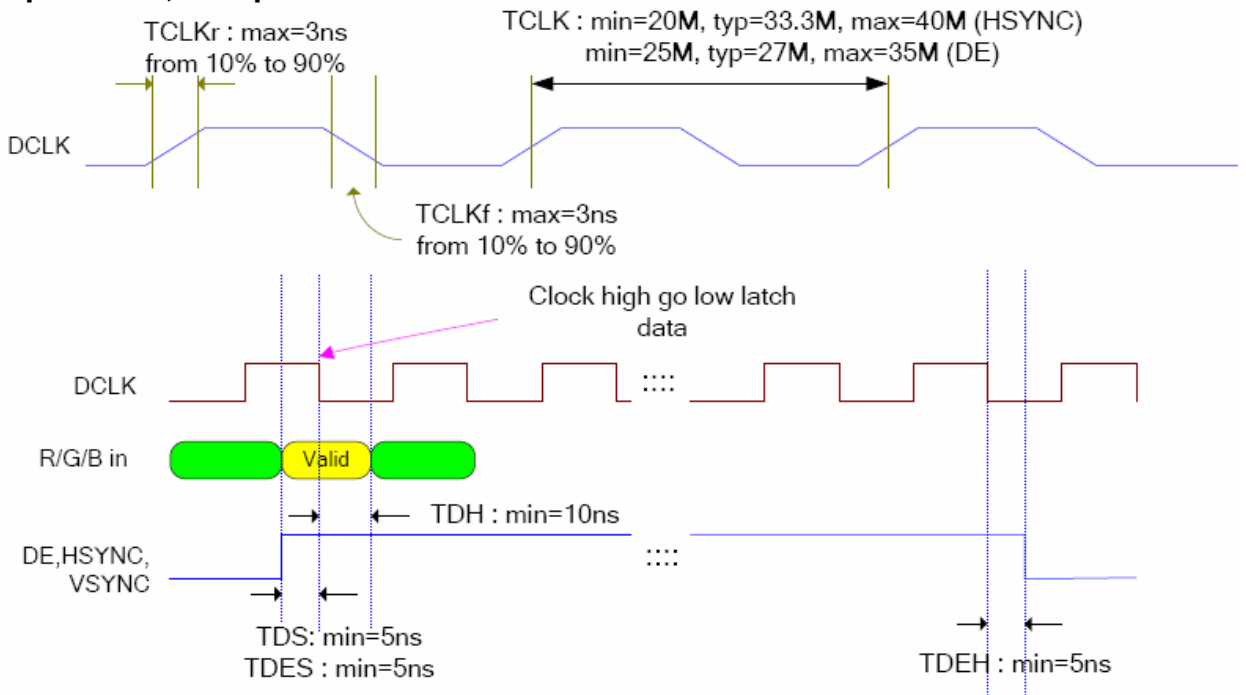 TCLKr : max=3ns
from 10% to 90%
TCLK : min=20M, typ=33.3M, max=40M (HSYNC)
min=25M, typ=27M, max=35M (DE)
DCLK
TCLKf : max=3ns
from 10% to 90%
Clock high go low latch
data
DCLK
::::
R/G/B in
Valid
TDH : min=10ns
DE,HSYNC,
VSYNC
::::
TDS: min=5ns
TDES : min=5ns
TDEH : min=5ns